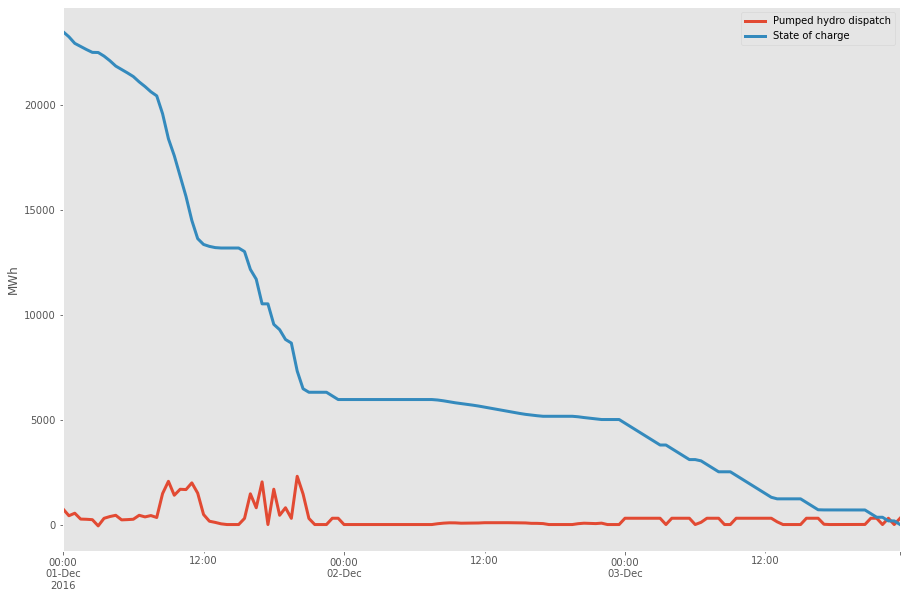 Pumped hydro dispatch
State of charge
MWh
20000
15000
10000
5000
0
00:00 12:00 00:00 12:00 00:00 12:00
01-Dec 02-Dec 03-Dec
2016